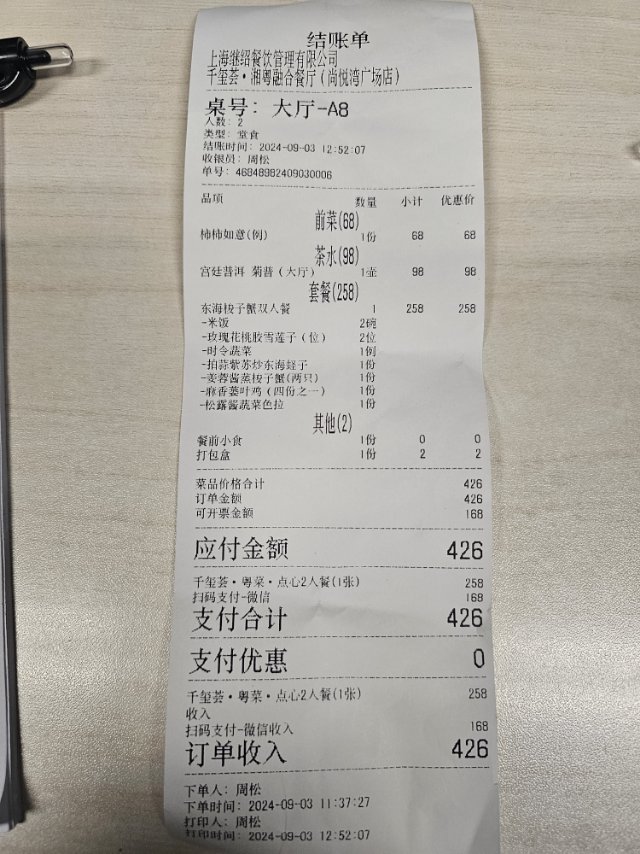 结账单
上海继绍餐饮管理有限公司
千玺荟·湘粤融合餐厅(尚悦湾广场店)
桌号: 大厅-A8
人数: 2
类型: 堂食
结账时间: 2024-09-03 12:52:07
收银员: 周松
单号: 46848982409030006
品项 数量 小计 优惠价
前菜(68)
柿柿如意(例) 1份 68 68
茶水(98)
宫廷普洱 菊普(大厅) 1壶 98 98
套餐(258)
东海梭子蟹双人餐 1 258 258
-米饭 2碗
-玫瑰花桃胶雪莲子(位) 2位
-时令蔬菜 1例
-拍蒜紫苏炒东海蛏子 1份
-姜蓉酱蒸梭子蟹(两只) 1份
-麻香蒌叶鸡(四份之一) 1份
-松露酱蔬菜色拉 1份
其他(2)
餐前小食 1份 0 0
打包盒 1份 2 2
菜品价格合计 426
订单金额 426
可开票金额 168
应付金额 426
千玺荟·粤菜·点心2人餐(1张) 258
扫码支付-微信 168
支付合计 426
支付优惠 0
千玺荟·粤菜·点心2人餐(1张) 258
收入
扫码支付-微信收入 168
订单收入 426
下单人: 周松
下单时间: 2024-09-03 11:37:27
打印人: 周松
打印时间: 2024-09-03 12:52:07